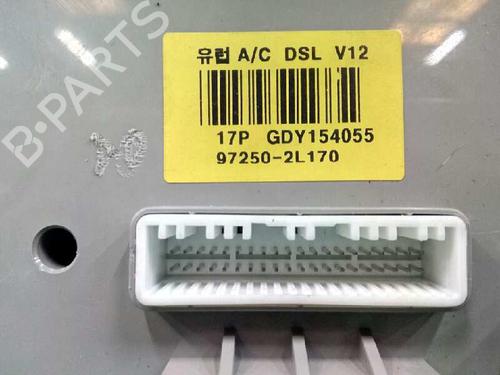 유럽 A/C DSL V12
17P GDY154055
97250-2L170
B-PARTS